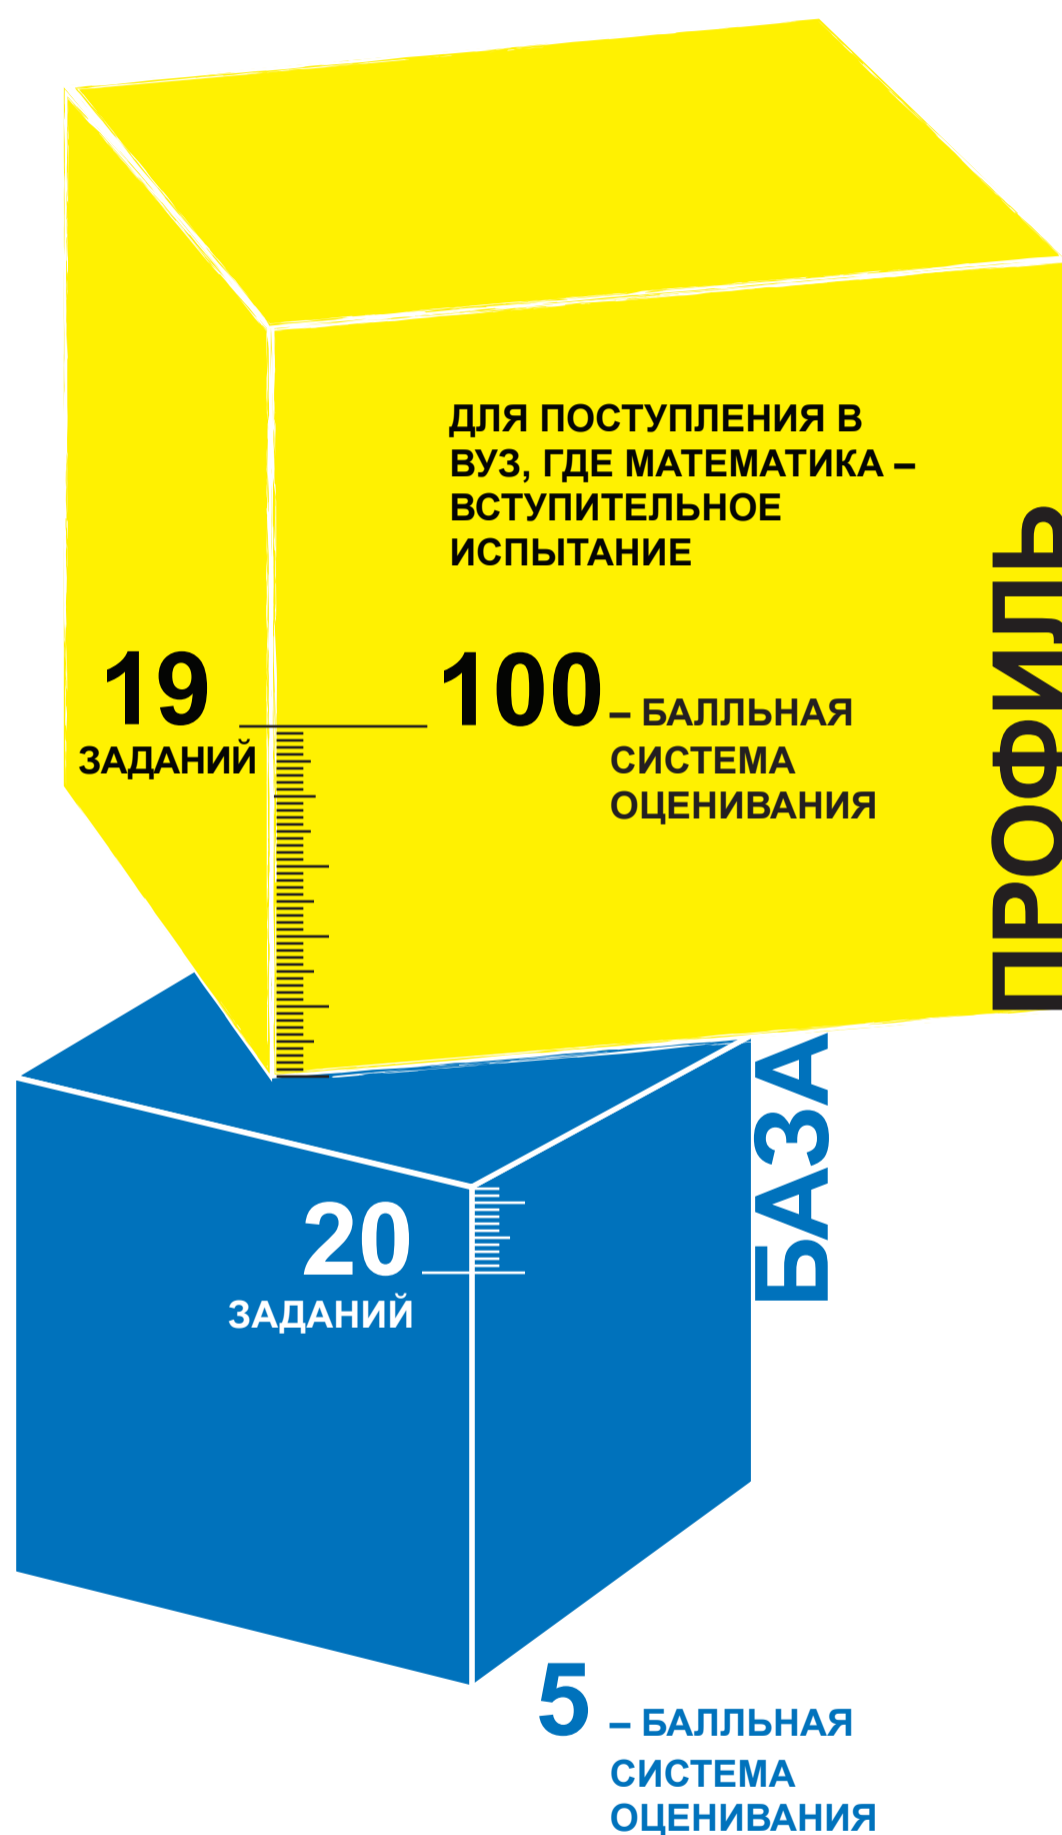 ДЛЯ ПОСТУПЛЕНИЯ В
ВУЗ, ГДЕ МАТЕМАТИКА –
ВСТУПИТЕЛЬНОЕ
ИСПЫТАНИЕ
ПРОФИЛЬ
19
ЗАДАНИЙ
100 – БАЛЛЬНАЯ
СИСТЕМА
ОЦЕНИВАНИЯ
БАЗА
20
ЗАДАНИЙ
5 – БАЛЛЬНАЯ
СИСТЕМА
ОЦЕНИВАНИЯ